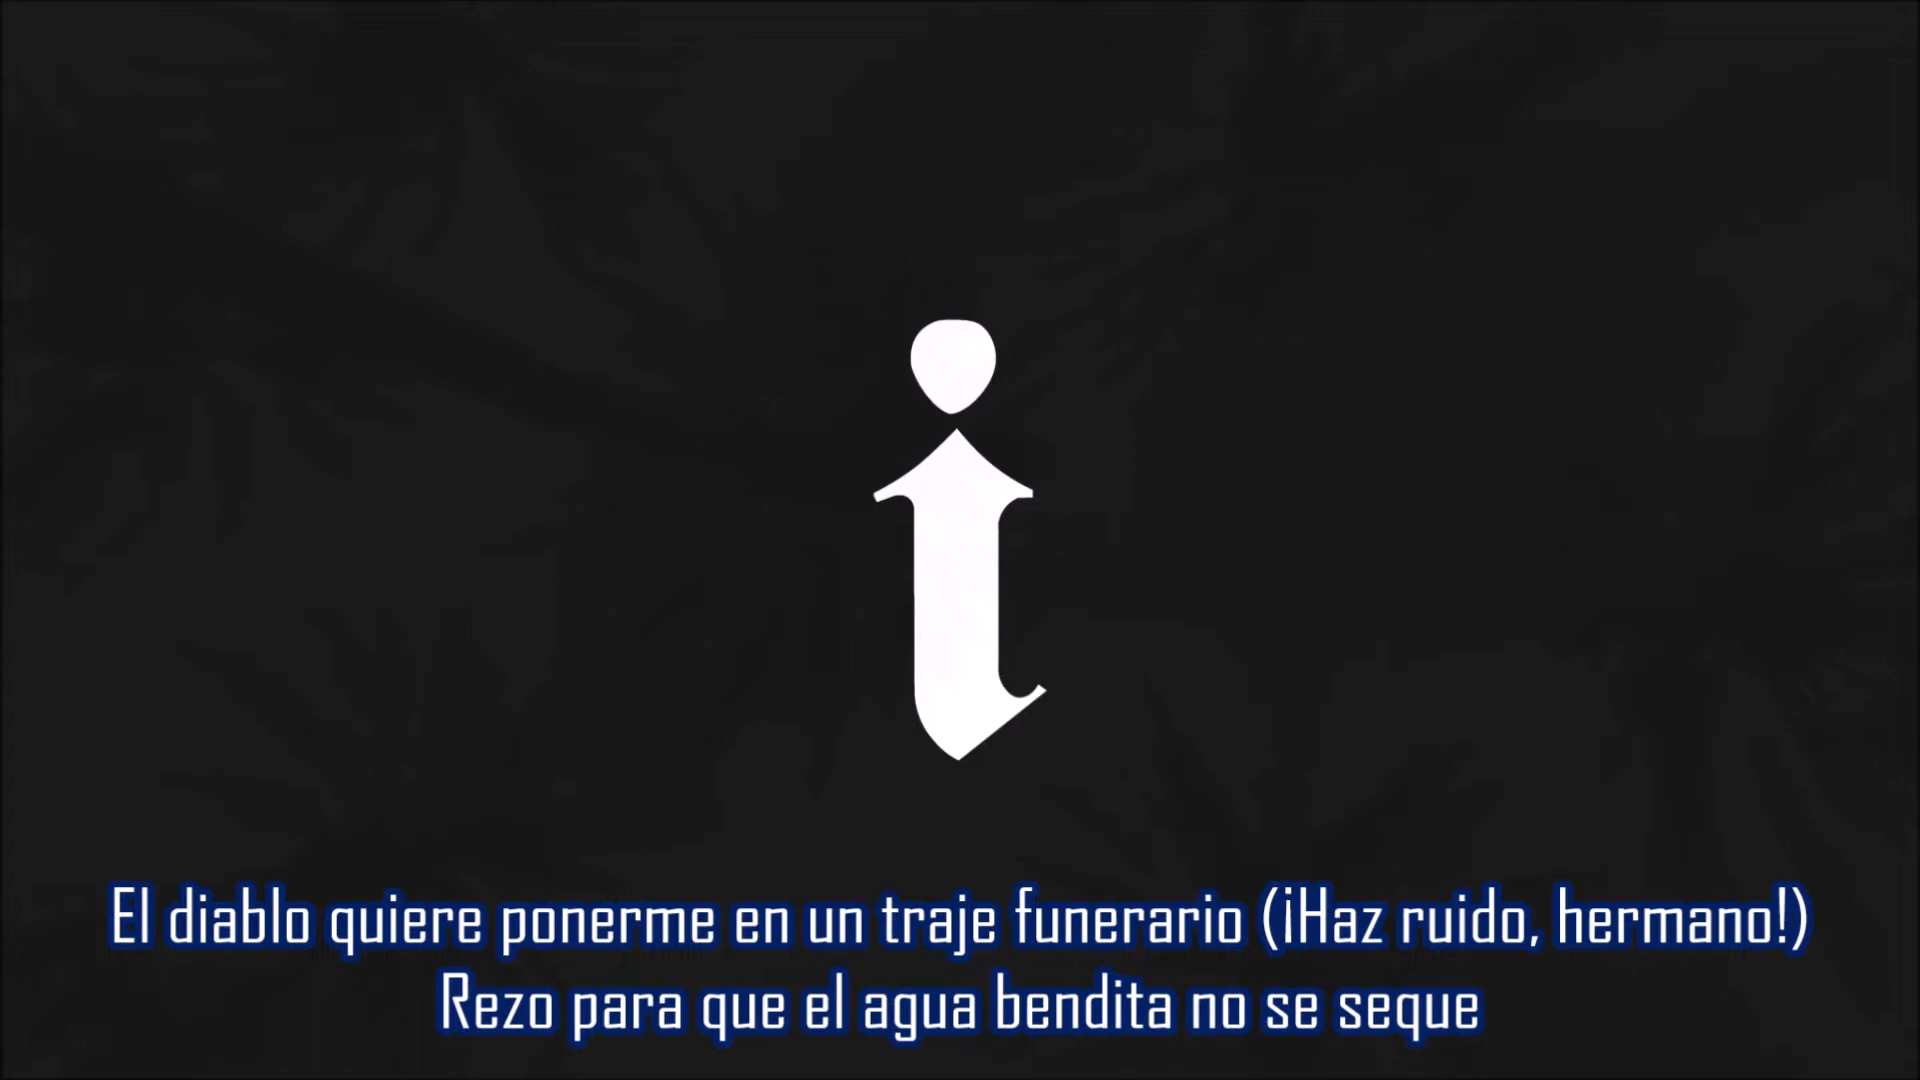 i
El diablo quiere ponerme en un traje funerario (¡Haz ruido, hermano!)
Rezo para que el agua bendita no se seque